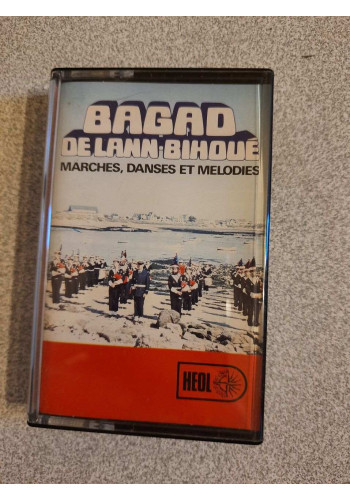 BAGAD
DE LANN-BIHOUÉ
MARCHES, DANSES ET MELODIES
HEOL